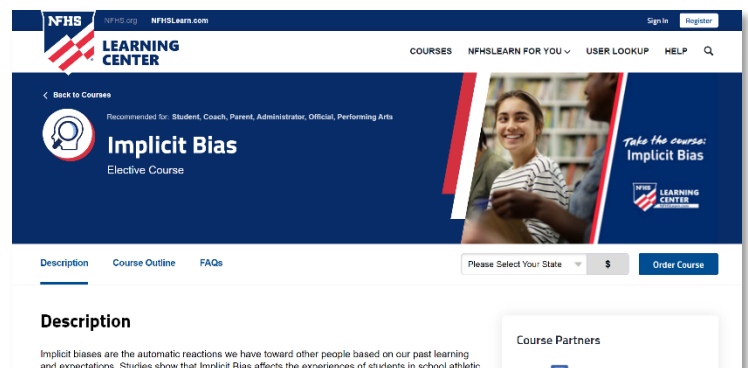 NFHS
NFHS.org NFHSLearn.com
Sign In Register
LEARNING
CENTER
COURSES NFHSLEARN FOR YOU USER LOOKUP HELP
Back to Courses
Recommended for: Student, Coach, Parent, Administrator, Official, Performing Arts
Implicit Bias
Elective Course
Take the course:
Implicit Bias
NFHS
LEARNING
CENTER
NFHSLearn.com
Description Course Outline FAQs
Please Select Your State $ Order Course
Description
Course Partners
Implicit biases are the automatic reactions we have toward other people based on our past learning
and expectations. Studies show that Implicit Bias affects the experiences of students in school athletic